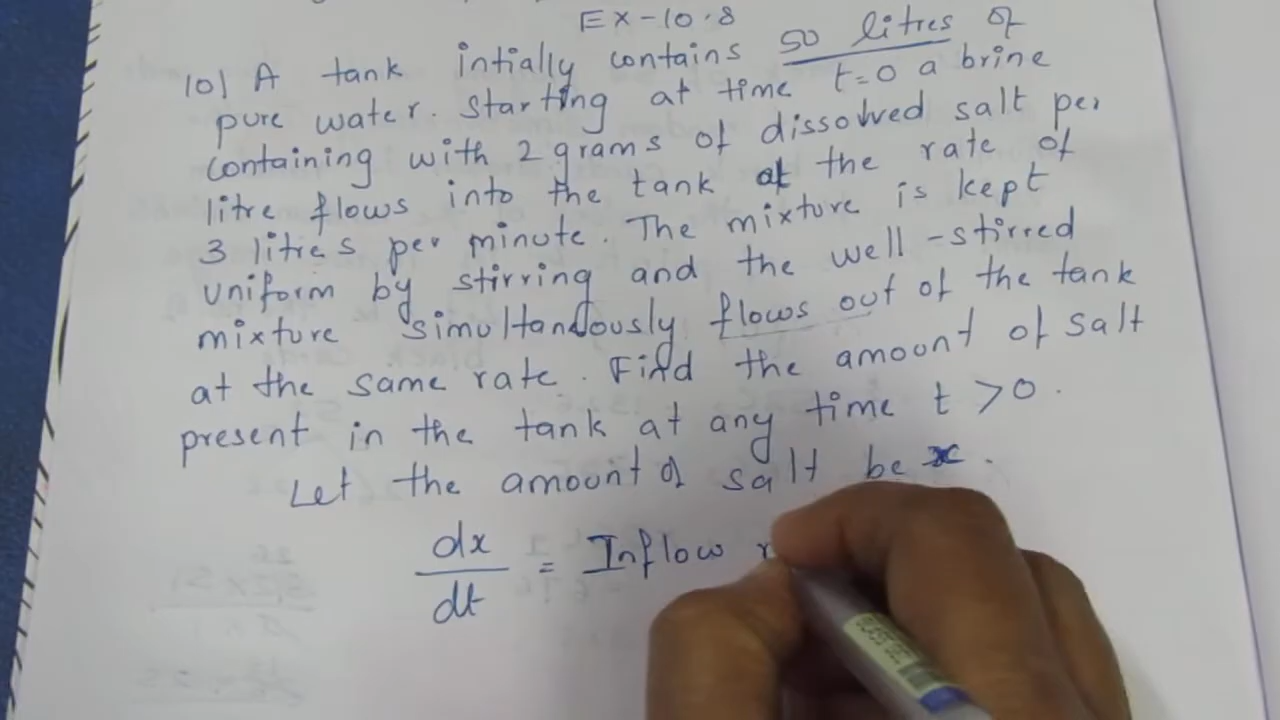 Ex-10.8
10) A tank intially contains 50 litres of
pure water. Starting at time t=0 a brine
containing with 2 grams of dissolved salt per
litre flows into the tank at the rate of
3 litres per minute. The mixture is kept
uniform by stirring and the well-stirred
mixture simultaneously flows out of the tank
at the same rate. Find the amount of salt
present in the tank at any time t >0.
Let the amount of salt be x.
dx/dt = Inflow r